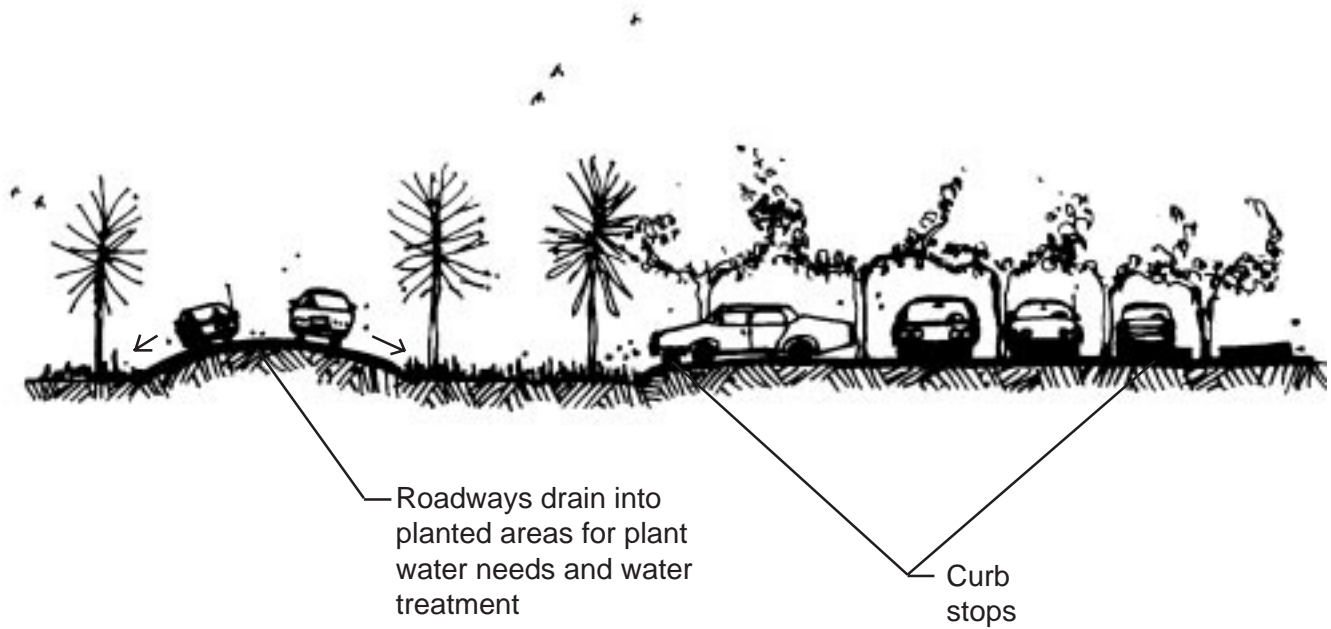 Roadways drain into
planted areas for plant
water needs and water
treatment
Curb
stops